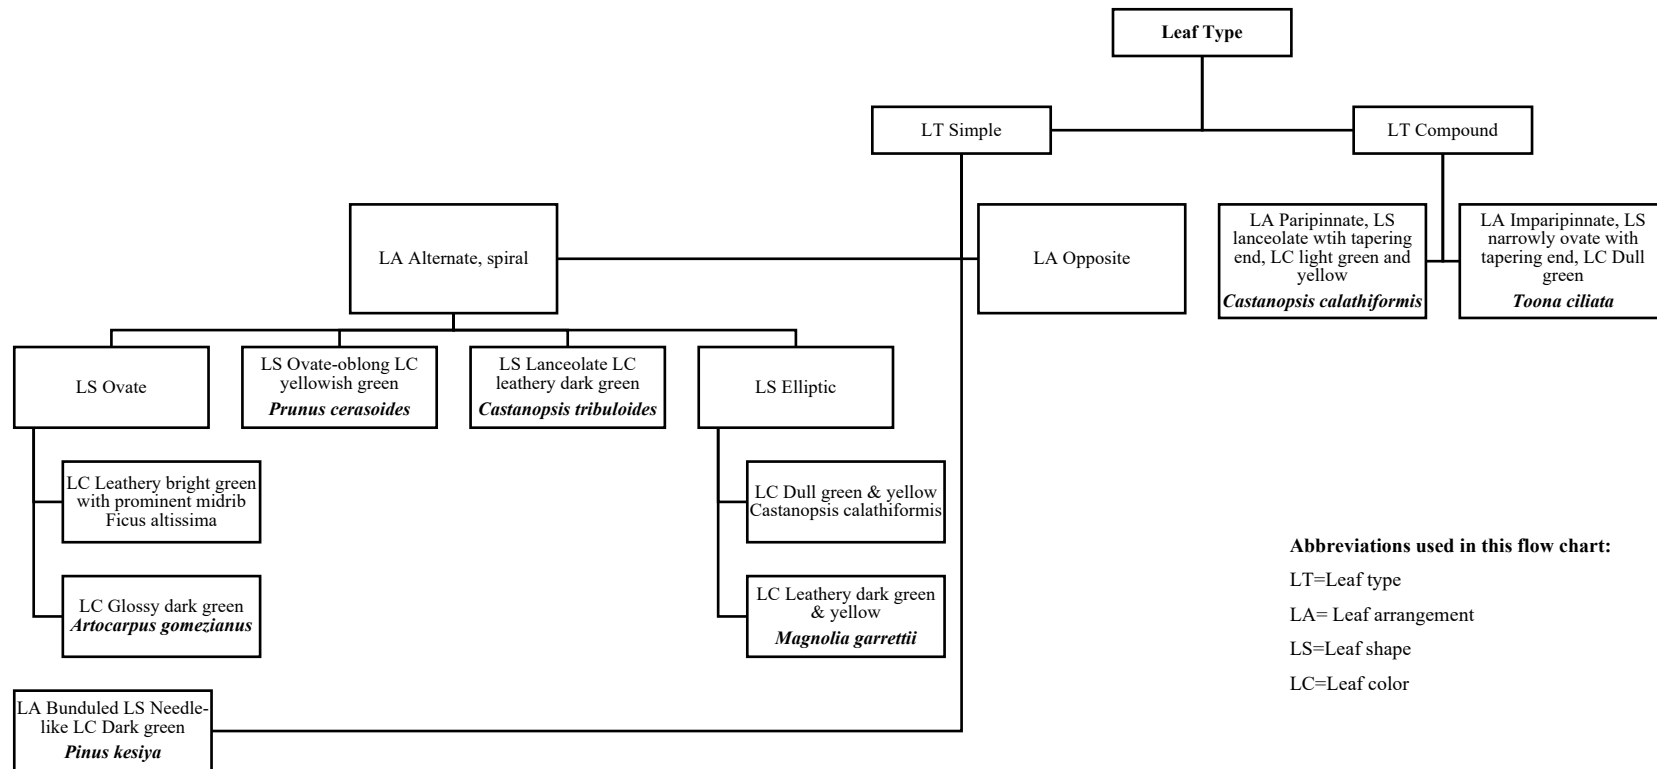 Leaf Type
LT Simple
LT Compound
LA Alternate, spiral
LA Opposite
LA Paripinnate, LS
lanceolate wtih tapering
end, LC light green and
yellow
Castanopsis calathiformis
LA Imparipinnate, LS
narrowly ovate with
tapering end, LC Dull
green
Toona ciliata
LS Ovate
LS Ovate-oblong LC
yellowish green
Prunus cerasoides
LS Lanceolate LC
leathery dark green
Castanopsis tribuloides
LS Elliptic
LC Leathery bright green
with prominent midrib
Ficus altissima
LC Dull green & yellow
Castanopsis calathiformis
LC Glossy dark green
Artocarpus gomezianus
LC Leathery dark green
& yellow
Magnolia garrettii
LA Bunduled LS Needle-
like LC Dark green
Pinus kesiya
Abbreviations used in this flow chart:
LT=Leaf type
LA= Leaf arrangement
LS=Leaf shape
LC=Leaf color